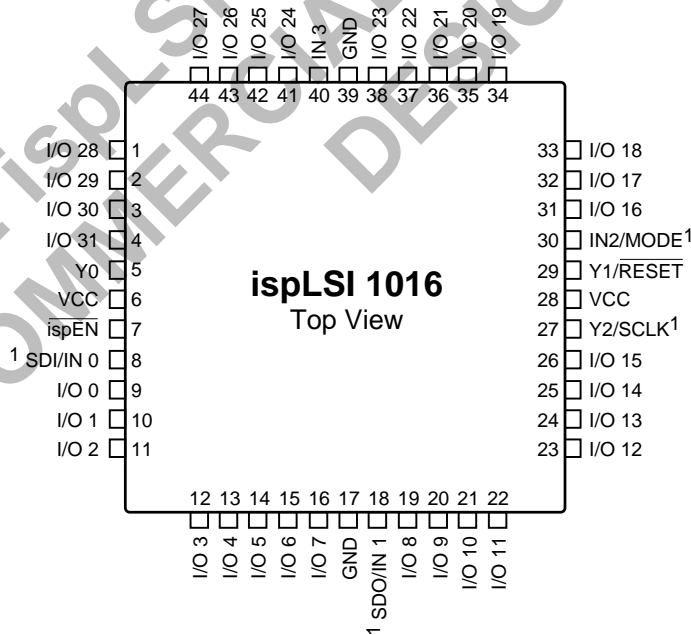 I/O 27
I/O 26
I/O 25
I/O 24
IN 3
GND
I/O 23
I/O 22
I/O 21
I/O 20
I/O 19
44 43 42 41 40 39 38 37 36 35 34
I/O 28 1
I/O 29 2
I/O 30 3
I/O 31 4
Y0 5
VCC 6
ispEN 7
1 SDI/IN 0 8
I/O 0 9
I/O 1 10
I/O 2 11
ispLSI 1016
Top View
33 I/O 18
32 I/O 17
31 I/O 16
30 IN2/MODE1
29 Y1/RESET
28 VCC
27 Y2/SCLK1
26 I/O 15
25 I/O 14
24 I/O 13
23 I/O 12
12 13 14 15 16 17 18 19 20 21 22
I/O 3
I/O 4
I/O 5
I/O 6
I/O 7
GND
1 SDO/IN 1
I/O 8
I/O 9
I/O 10
I/O 11